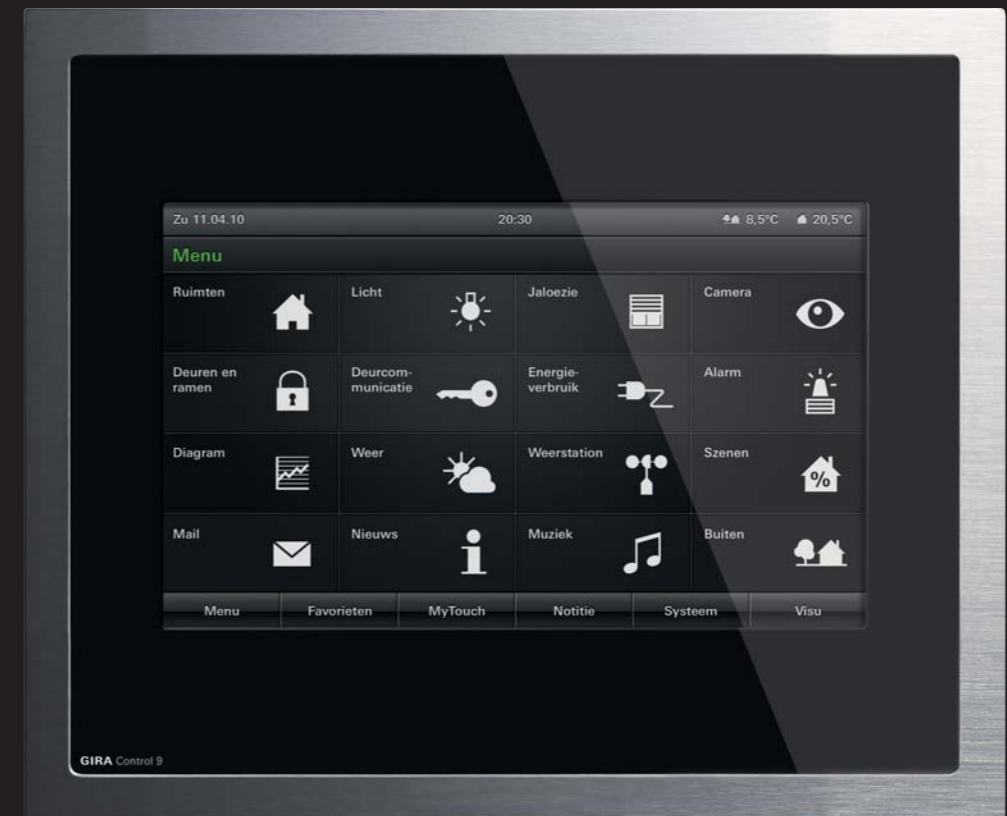 Zu 11.04.10 20:30 8,5°C 20,5°C
Menu
Ruimten Licht Jaloezie Camera
Deuren en ramen Deurcom-municatie Energie-verbruik Alarm
Diagram Weer Weerstation Szenen
%
Mail Nieuws Muziek Buiten
Menu Favorieten MyTouch Notitie Systeem Visu
GIRA Control 9